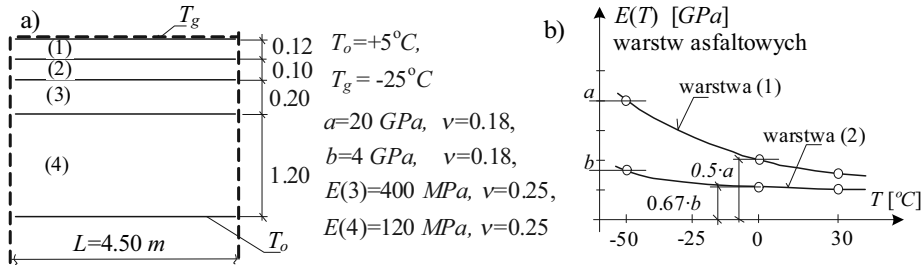 a)
T_g
(1)
0.12
(2)
0.10
(3)
0.20
(4)
1.20
T_o
L=4.50 m
T_o=+5°C,
T_g = -25°C
a=20 GPa, ν=0.18,
b=4 GPa, ν=0.18,
E(3)=400 MPa, ν=0.25,
E(4)=120 MPa, ν=0.25
b)
E(T) [GPa]
warstw asfaltowych
a
warstwa (1)
warstwa (2)
b
0.5·a
0.67·b
T [°C]
-50 -25 0 30